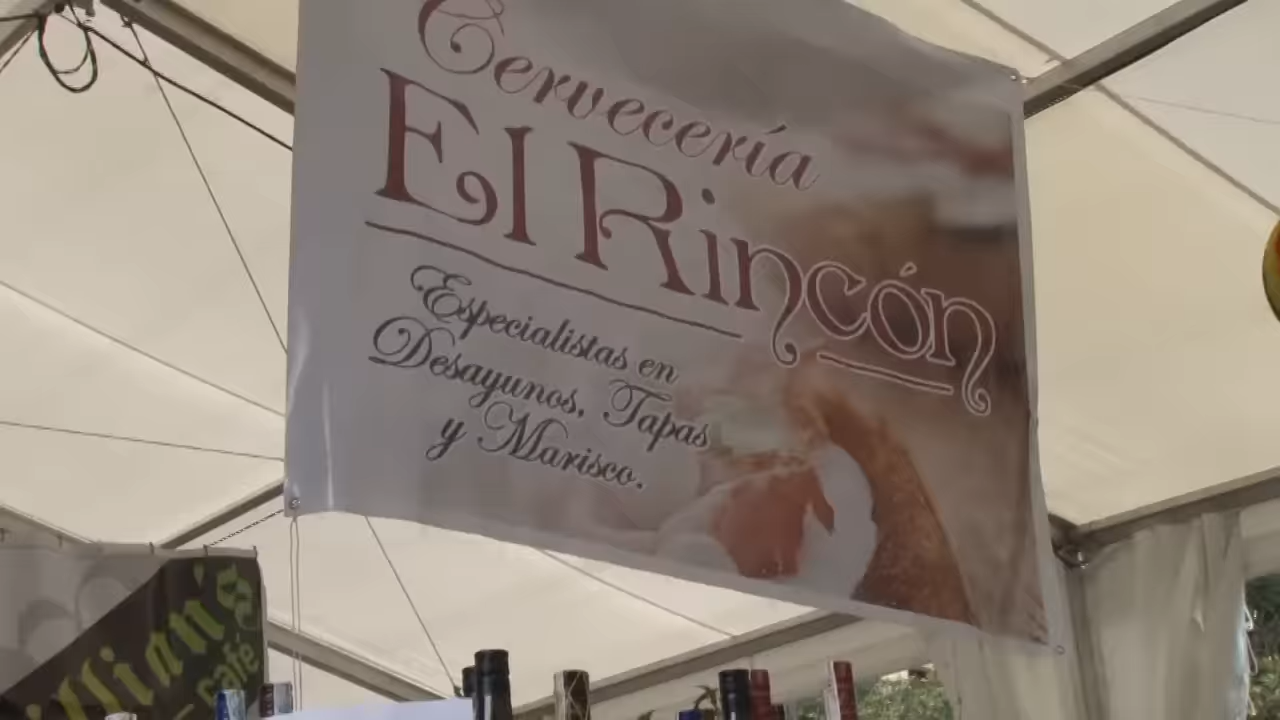 Cervecería
El Rincón
Especialistas en
Desayunos, Tapas
y Marisco.
café